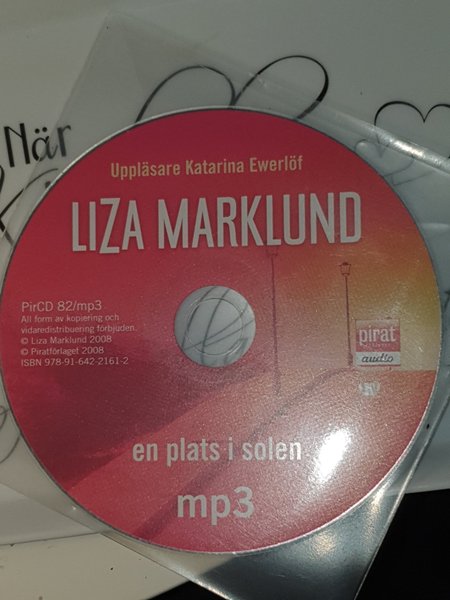 När
Uppläsare Katarina Ewerlöf
LIZA MARKLUND
PirCD 82/mp3
All form av kopiering och
vidaredistribuering förbjuden.
© Liza Marklund 2008
© Piratförlaget 2008
ISBN 978-91-642-2161-2
pirat
audio
en plats i solen
mp3